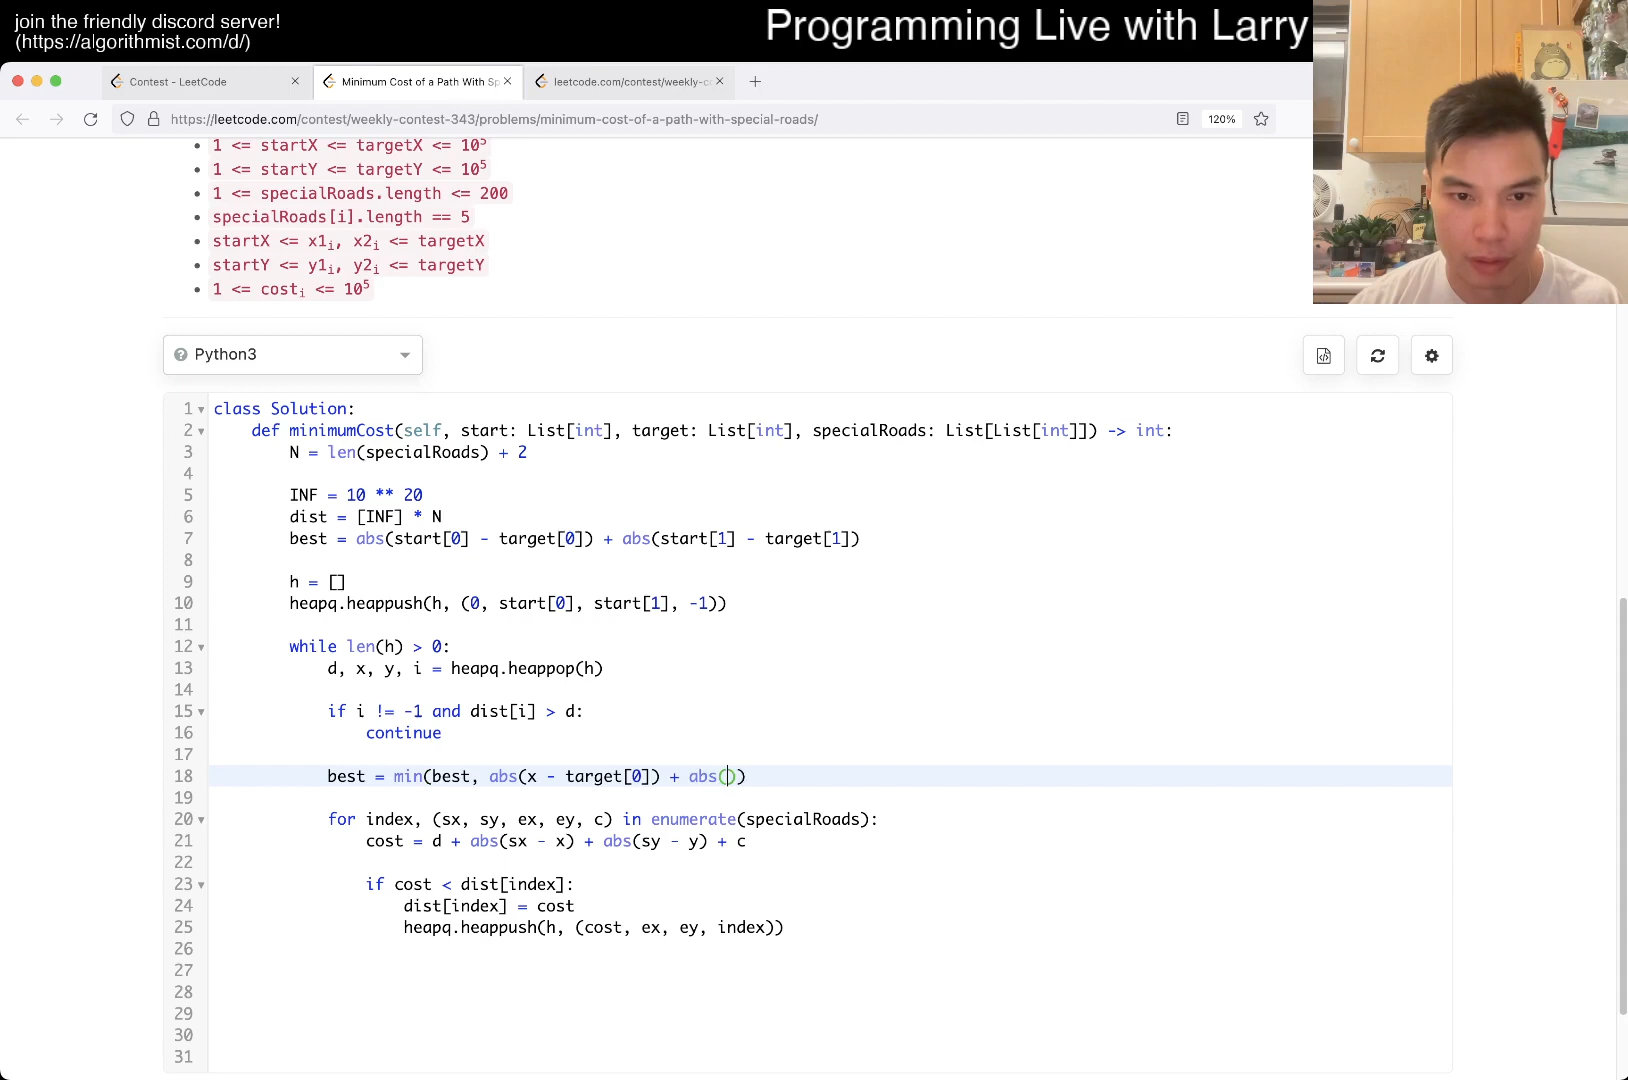 join the friendly discord server!
(https://algorithmist.com/d/)
Programming Live with Larry
Contest - LeetCode
Minimum Cost of a Path With Sp
leetcode.com/contest/weekly-c
https://leetcode.com/contest/weekly-contest-343/problems/minimum-cost-of-a-path-with-special-roads/
120%
• 1 <= startX <= targetX <= 10⁵
• 1 <= startY <= targetY <= 10⁵
• 1 <= specialRoads.length <= 200
• specialRoads[i].length == 5
• startX <= x1ᵢ, x2ᵢ <= targetX
• startY <= y1ᵢ, y2ᵢ <= targetY
• 1 <= costᵢ <= 10⁵
Python3
1 class Solution:
2 def minimumCost(self, start: List[int], target: List[int], specialRoads: List[List[int]]) -> int:
3 N = len(specialRoads) + 2
4
5 INF = 10 ** 20
6 dist = [INF] * N
7 best = abs(start[0] - target[0]) + abs(start[1] - target[1])
8
9 h = []
10 heapq.heappush(h, (0, start[0], start[1], -1))
11
12 while len(h) > 0:
13 d, x, y, i = heapq.heappop(h)
14
15 if i != -1 and dist[i] > d:
16 continue
17
18 best = min(best, abs(x - target[0]) + abs())
19
20 for index, (sx, sy, ex, ey, c) in enumerate(specialRoads):
21 cost = d + abs(sx - x) + abs(sy - y) + c
22
23 if cost < dist[index]:
24 dist[index] = cost
25 heapq.heappush(h, (cost, ex, ey, index))
26
27
28
29
30
31